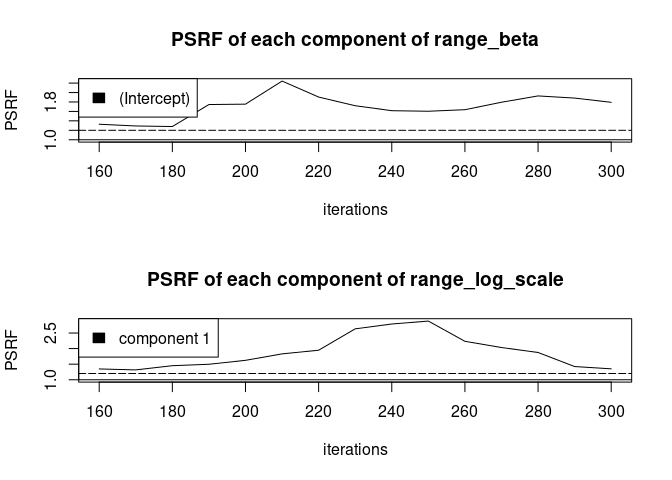 PSRF of each component of range_beta
PSRF
1.8
1.0
(Intercept)
160 180 200 220 240 260 280 300
iterations
PSRF of each component of range_log_scale
PSRF
2.5
1.0
component 1
160 180 200 220 240 260 280 300
iterations